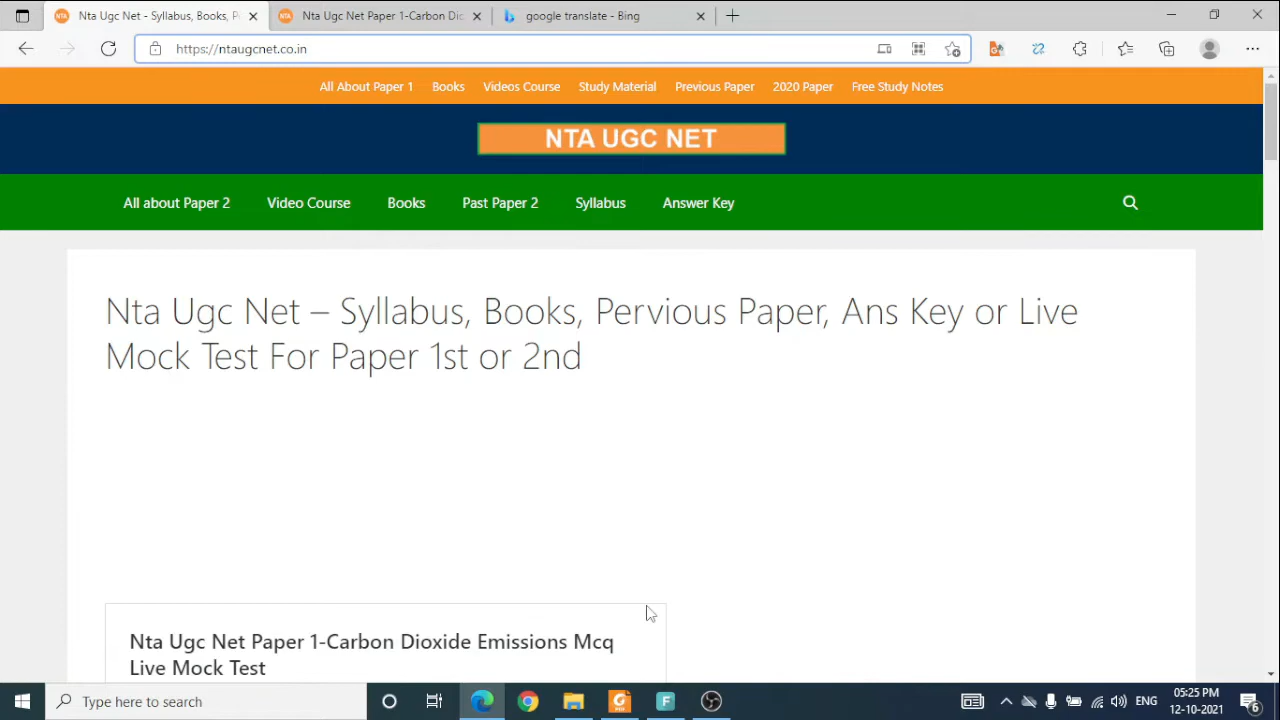 Nta Ugc Net - Syllabus, Books, P
Nta Ugc Net Paper 1-Carbon Dio
google translate - Bing
https://ntaugcnet.co.in
All About Paper 1 Books Videos Course Study Material Previous Paper 2020 Paper Free Study Notes
NTA UGC NET
All about Paper 2 Video Course Books Past Paper 2 Syllabus Answer Key
Nta Ugc Net – Syllabus, Books, Pervious Paper, Ans Key or Live
Mock Test For Paper 1st or 2nd
Nta Ugc Net Paper 1-Carbon Dioxide Emissions Mcq
Live Mock Test
Type here to search
ENG
05:25 PM
12-10-2021
6